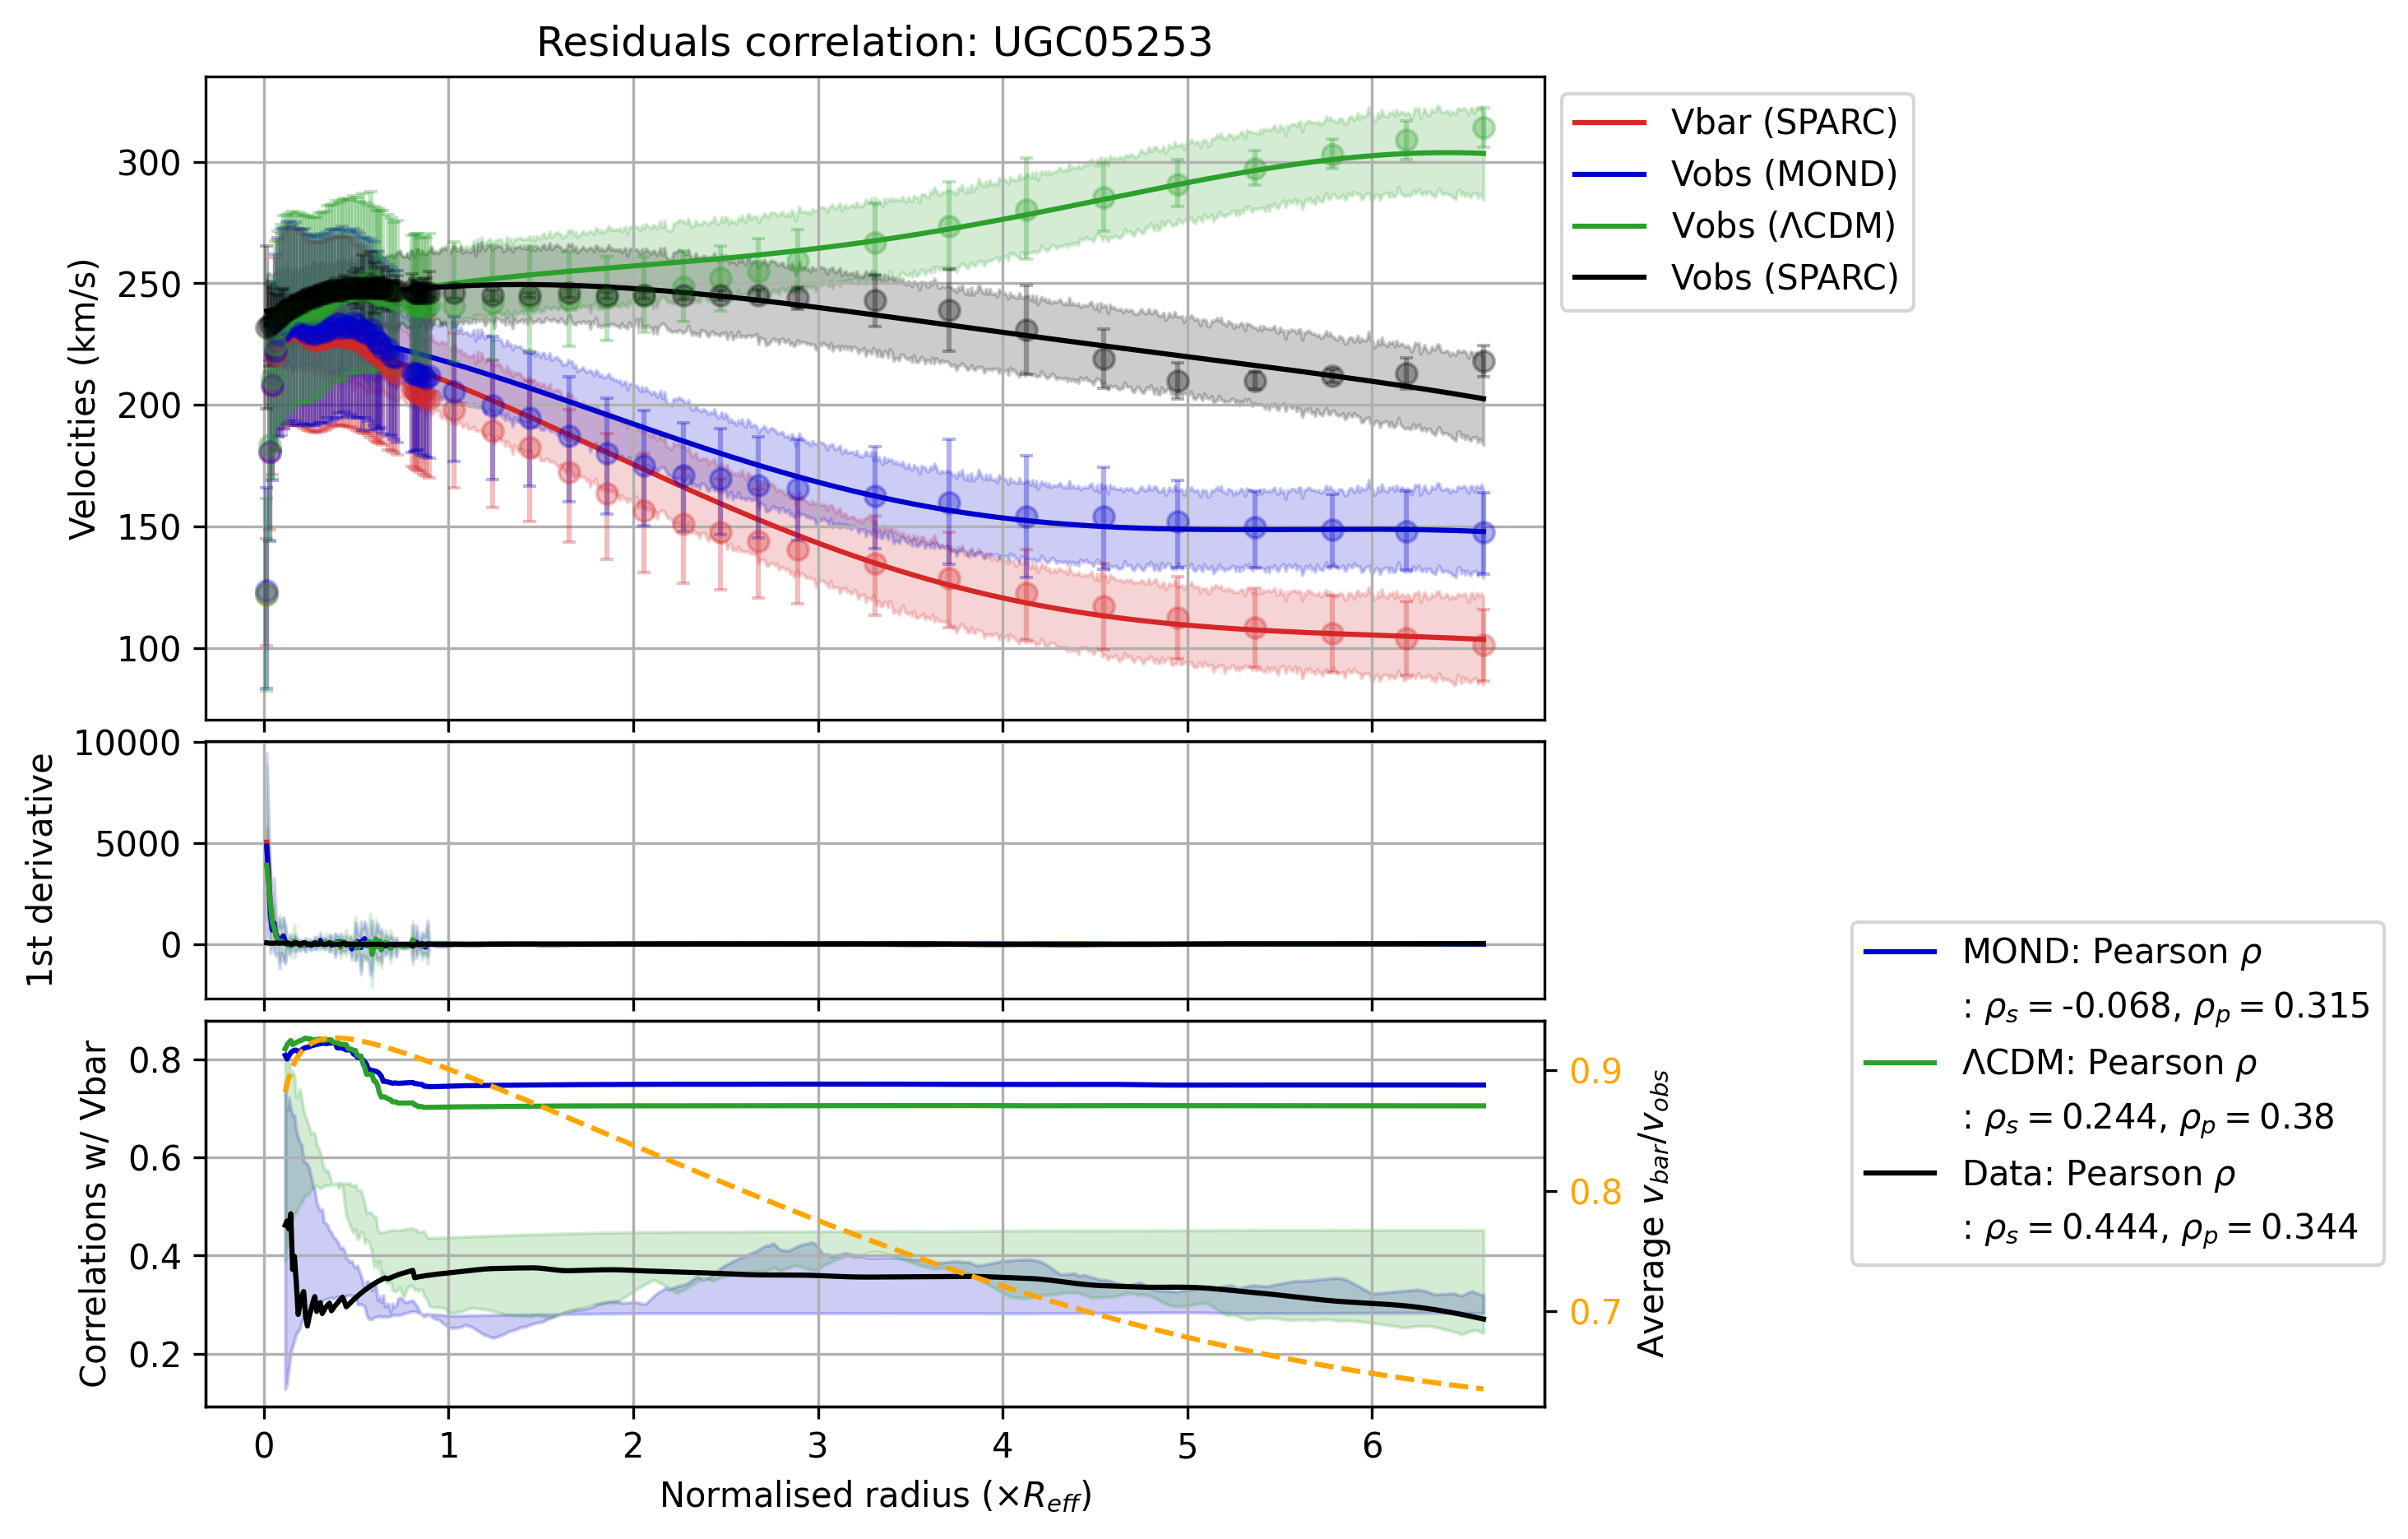 Residuals correlation: UGC05253
Velocities (km/s)
300
250
200
150
100
Vbar (SPARC)
Vobs (MOND)
Vobs (ΛCDM)
Vobs (SPARC)
1st derivative
10000
5000
0
Correlations w/ Vbar
0.8
0.6
0.4
0.2
0.9
0.8
0.7
Average v_bar/v_obs
MOND: Pearson ρ
: ρ_s = -0.068, ρ_p = 0.315
ΛCDM: Pearson ρ
: ρ_s = 0.244, ρ_p = 0.38
Data: Pearson ρ
: ρ_s = 0.444, ρ_p = 0.344
0 1 2 3 4 5 6
Normalised radius (×R_eff)